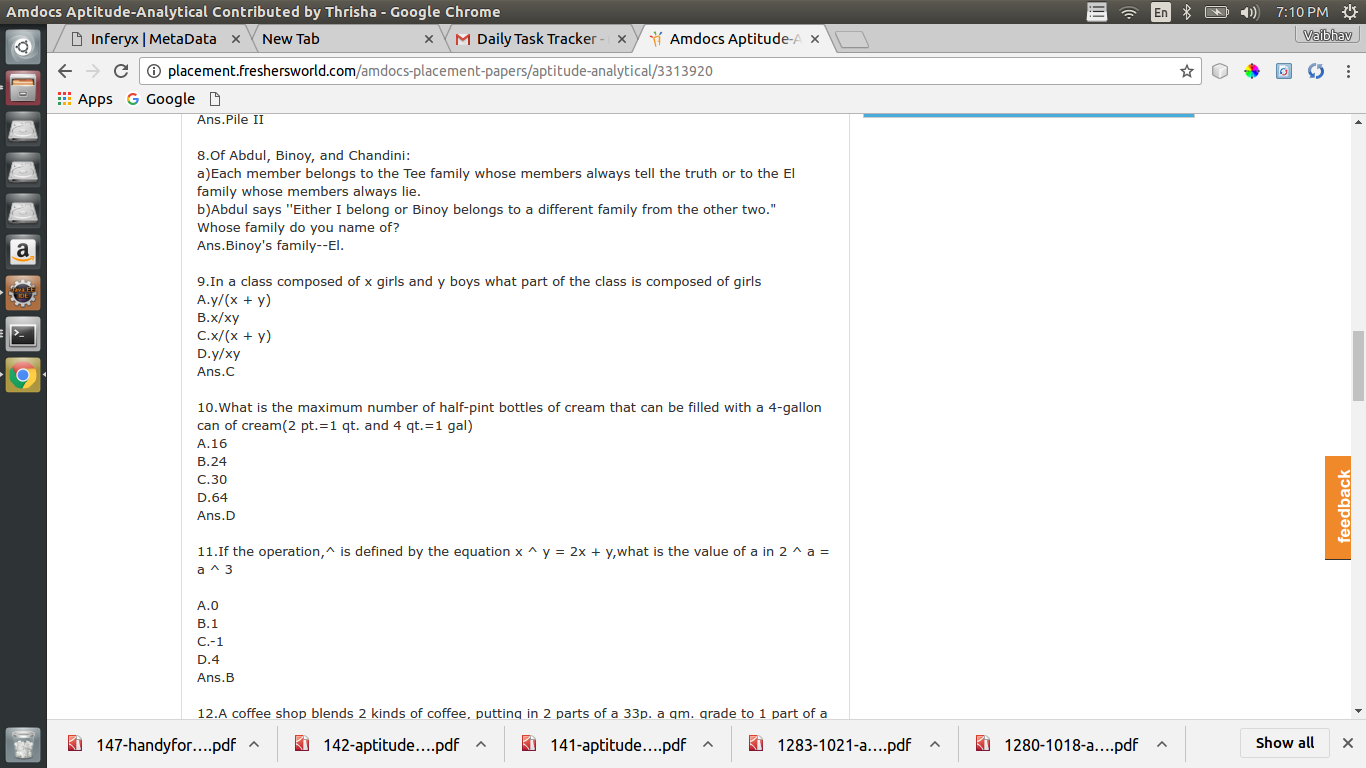 Amdocs Aptitude-Analytical Contributed by Thrisha - Google Chrome
En
7:10 PM
Inferyx | MetaData
New Tab
Daily Task Tracker -
Amdocs Aptitude-A
Vaibhav
placement.freshersworld.com/amdocs-placement-papers/aptitude-analytical/3313920
Apps
Google
Ans.Pile II
8.Of Abdul, Binoy, and Chandini:
a)Each member belongs to the Tee family whose members always tell the truth or to the El
family whose members always lie.
b)Abdul says ''Either I belong or Binoy belongs to a different family from the other two."
Whose family do you name of?
Ans.Binoy's family--El.
9.In a class composed of x girls and y boys what part of the class is composed of girls
A.y/(x + y)
B.x/xy
C.x/(x + y)
D.y/xy
Ans.C
10.What is the maximum number of half-pint bottles of cream that can be filled with a 4-gallon
can of cream(2 pt.=1 qt. and 4 qt.=1 gal)
A.16
B.24
C.30
D.64
Ans.D
11.If the operation,^ is defined by the equation x ^ y = 2x + y,what is the value of a in 2 ^ a =
a ^ 3
A.0
B.1
C.-1
D.4
Ans.B
12.A coffee shop blends 2 kinds of coffee, putting in 2 parts of a 33p. a gm. grade to 1 part of a
feedback
147-handyfor....pdf
142-aptitude....pdf
141-aptitude....pdf
1283-1021-a....pdf
1280-1018-a....pdf
Show all